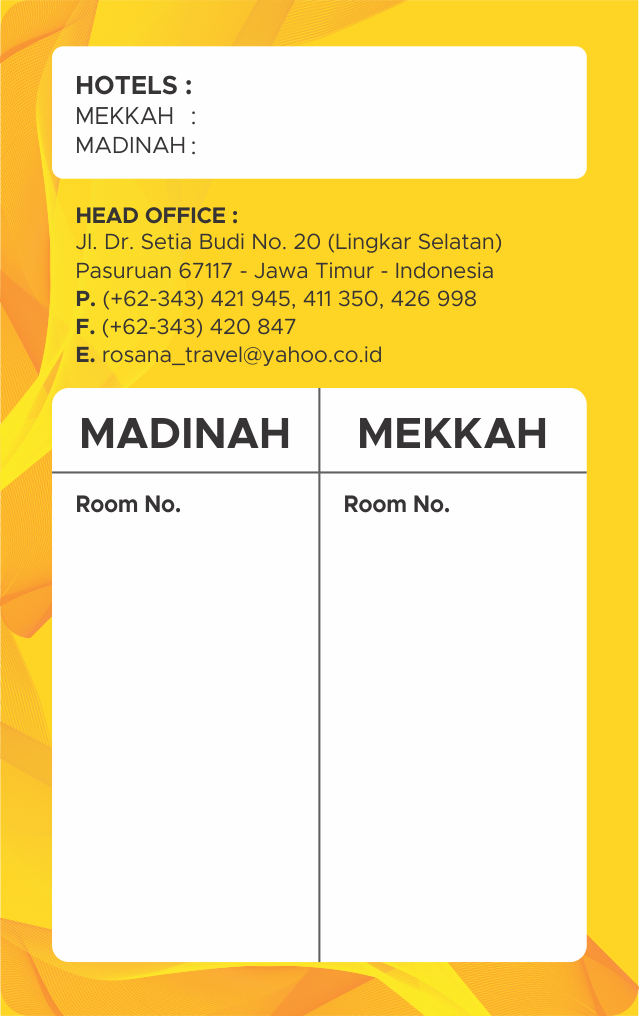 HOTELS :
MEKKAH :
MADINAH :
HEAD OFFICE :
Jl. Dr. Setia Budi No. 20 (Lingkar Selatan)
Pasuruan 67117 - Jawa Timur - Indonesia
P. (+62-343) 421 945, 411 350, 426 998
F. (+62-343) 420 847
E. rosana_travel@yahoo.co.id
MADINAH MEKKAH
Room No. Room No.